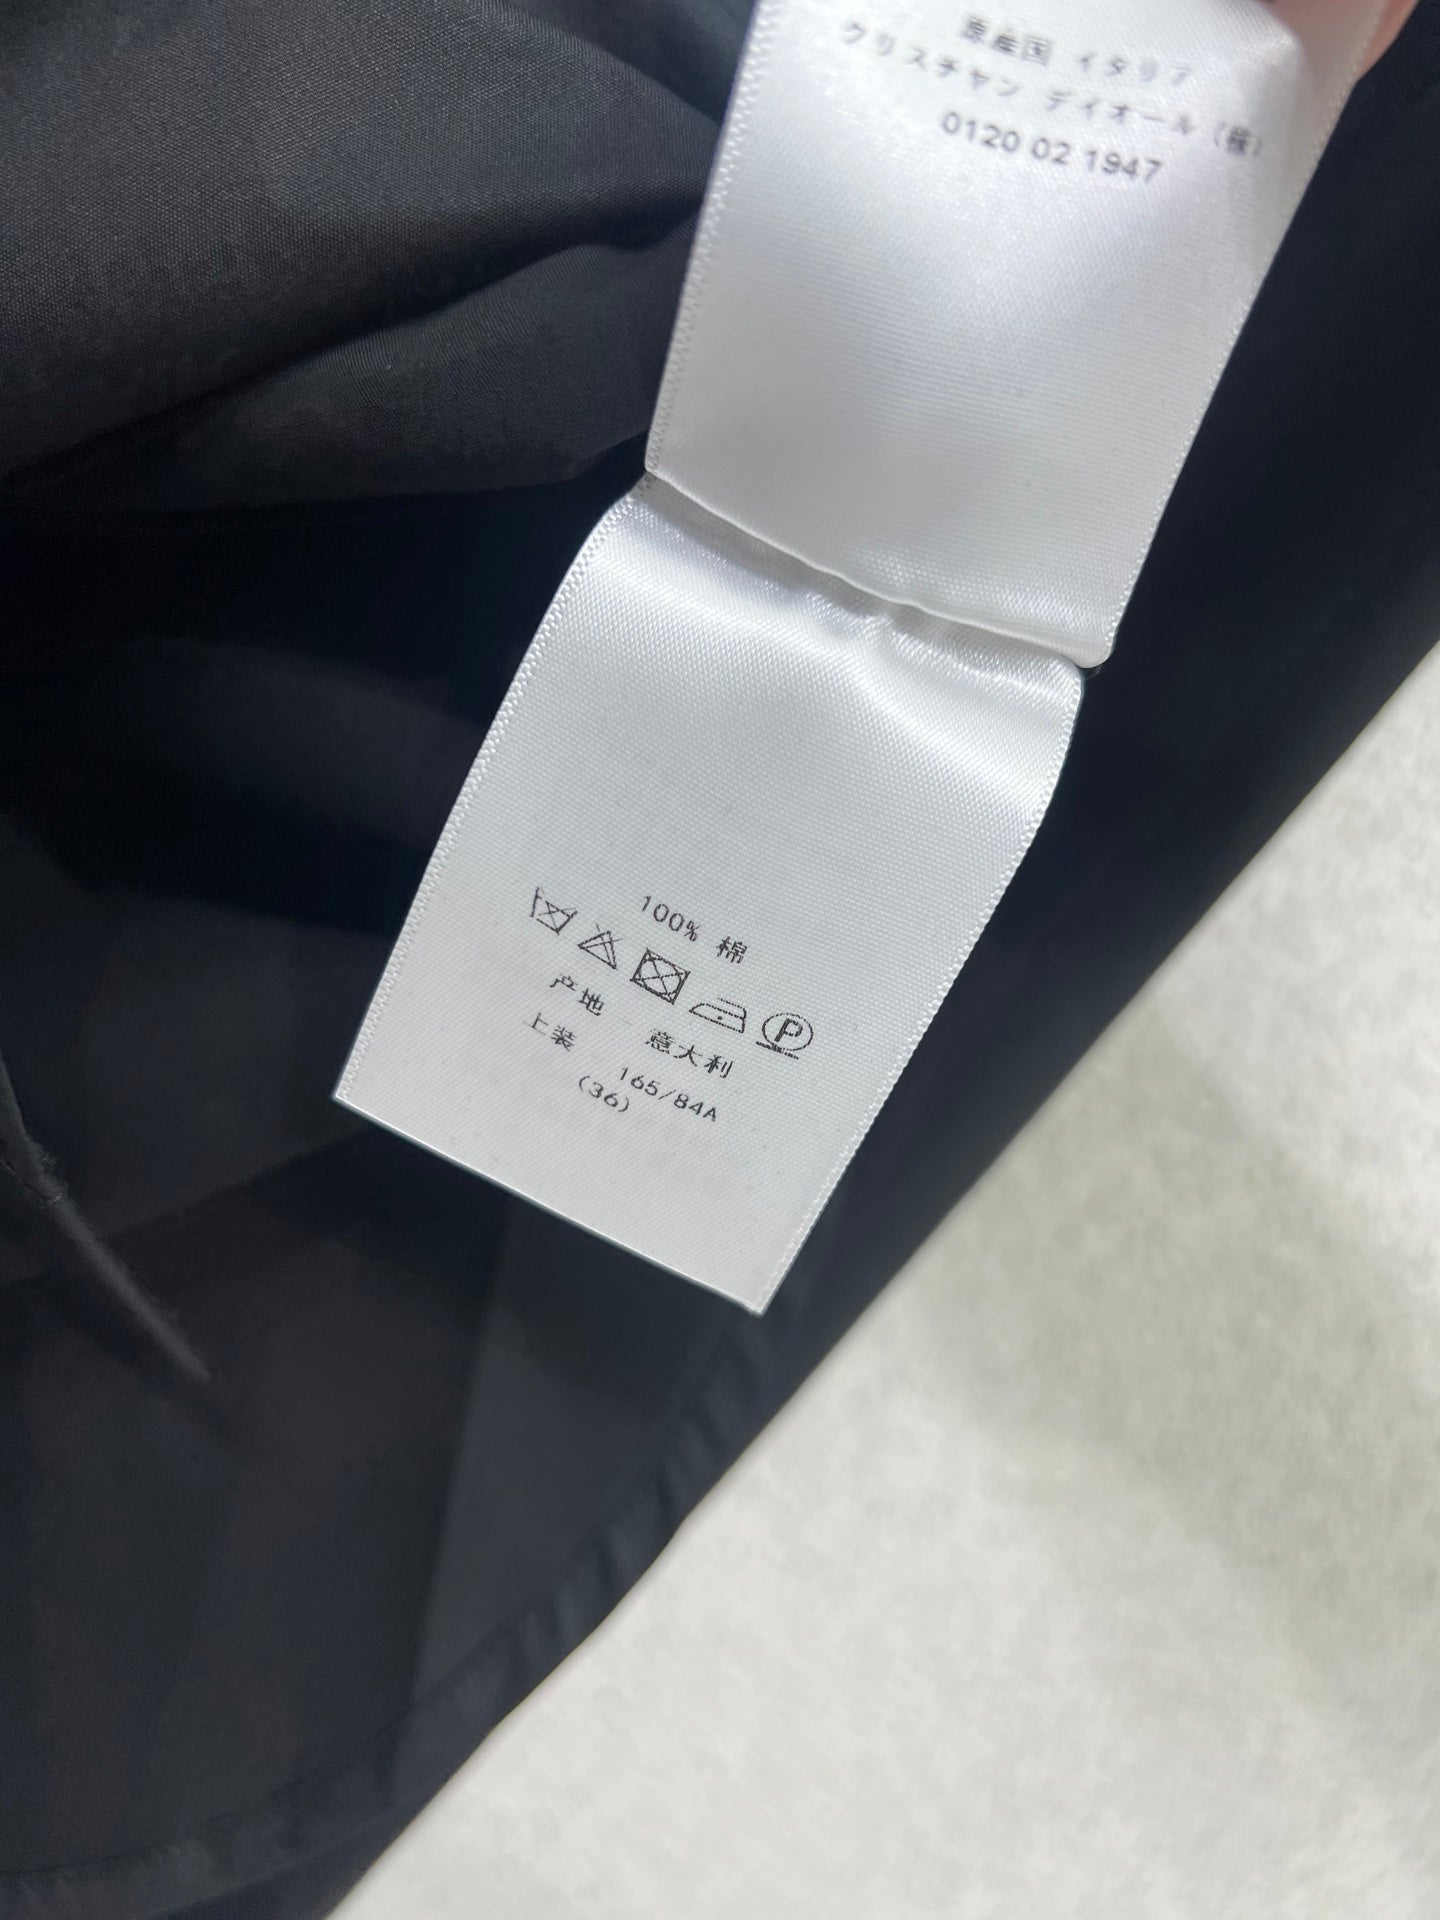 原産国 イタリア
クリスチャン デイオール (株)
0120 02 1947
100% 棉
P
产地 意大利
上装 165/84A
(36)